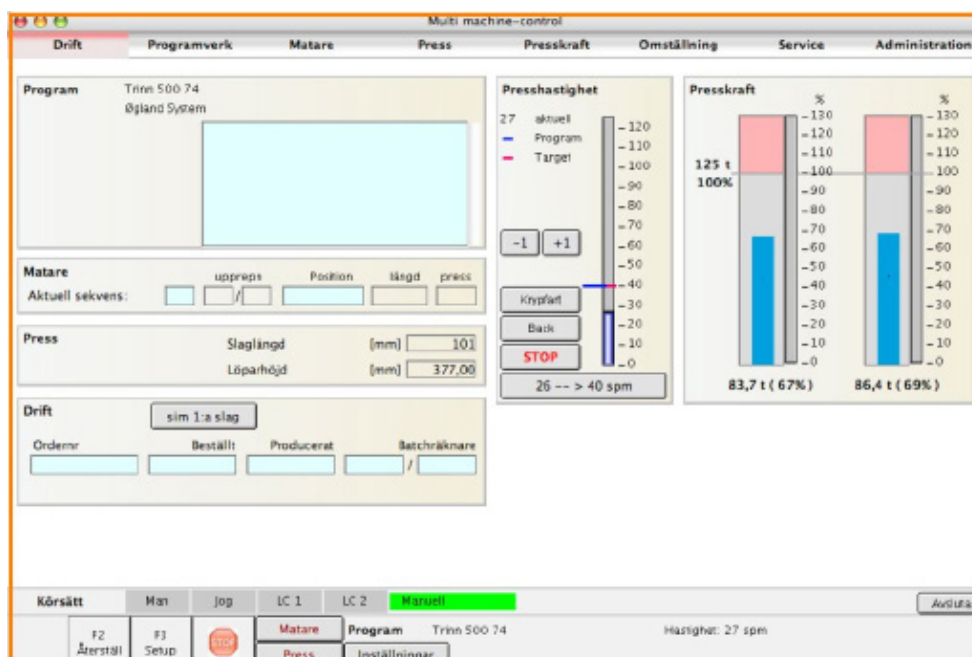 Multi machine-control
Drift Programverk Matare Press Presskraft Omställning Service Administration
Program Trinn 500 74
Øgland System
Matare uppreps Position längd press
Aktuell sekvens: /
Press Slaglängd [mm] 101
Löparhöjd [mm] 377,00
Drift sim 1:a slag
Ordernr Beställt Producerat Batchräknare
/
Presshastighet
27 aktuell
Program
Target
120
110
100
90
80
70
60
50
40
30
20
10
0
-1 +1
Krypfart
Back
STOP
26 --> 40 spm
Presskraft
% %
130 130
120 120
110 110
125 t 100 100
100% 90 90
80 80
70 70
60 60
50 50
40 40
30 30
20 20
10 10
0 0
83,7 t (67%) 86,4 t (69%)
Körsätt Man Jog LC 1 LC 2 Manuell Avsluta
F2 F3 STOP Matare Program Trinn 500 74 Hastighet: 27 spm
Återställ Setup Press Inställningar